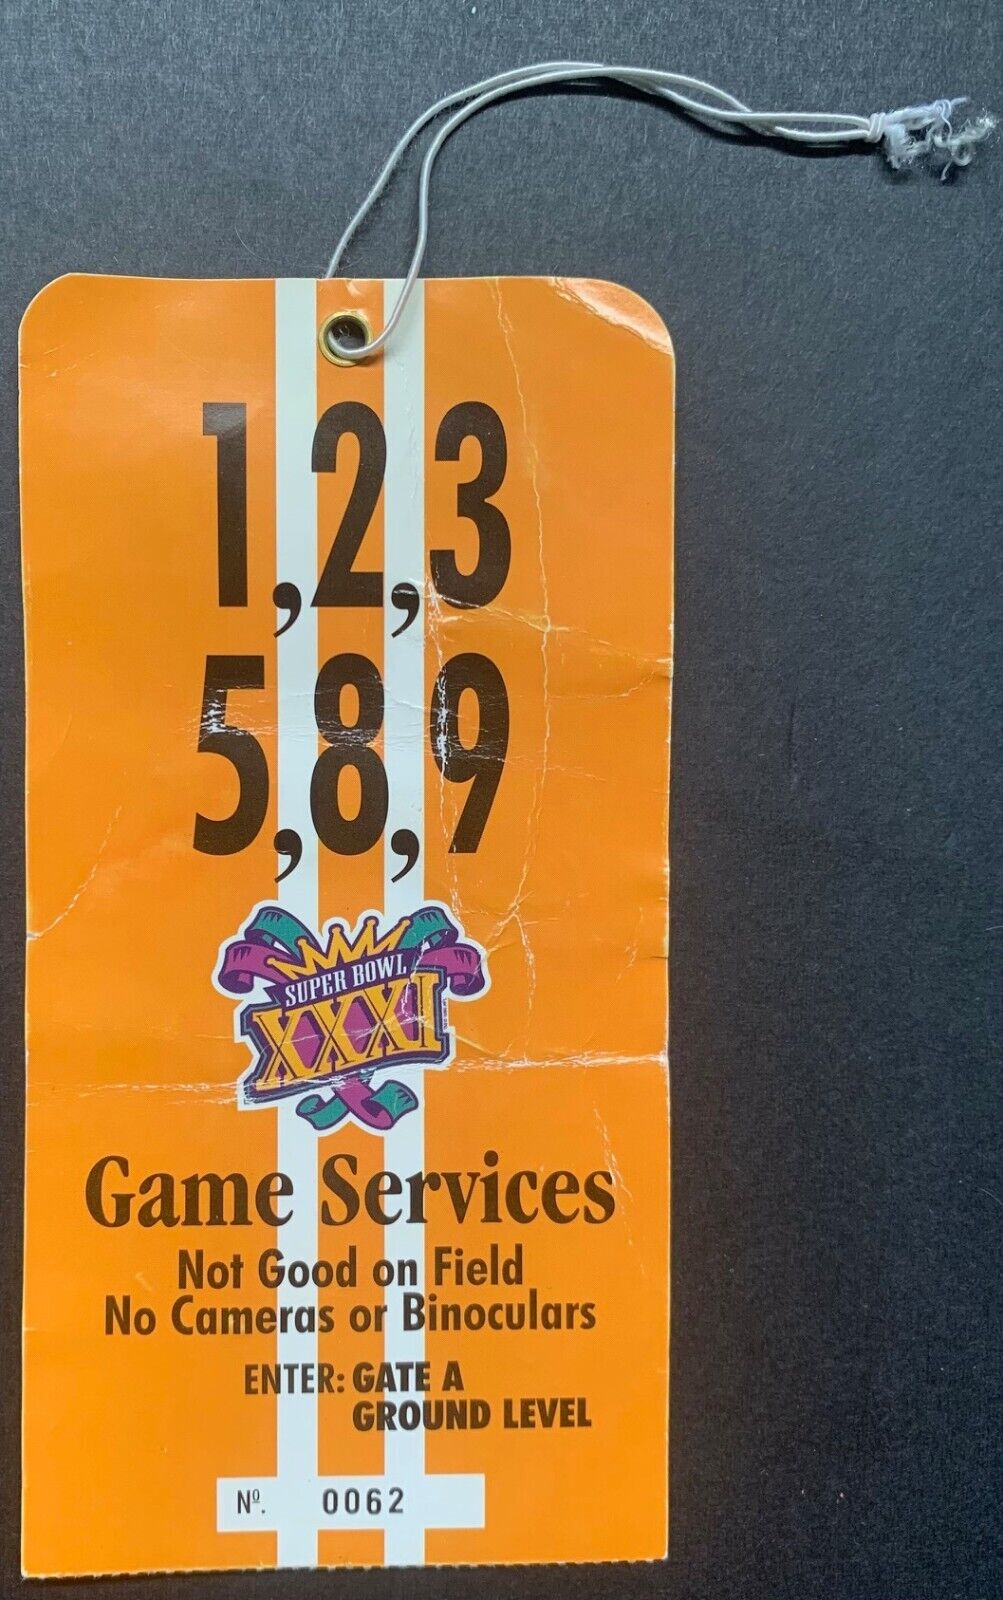 1,2,3
5,8,9
SUPER BOWL
XXXI
Game Services
Not Good on Field
No Cameras or Binoculars
ENTER: GATE A
GROUND LEVEL
Nº. 0062